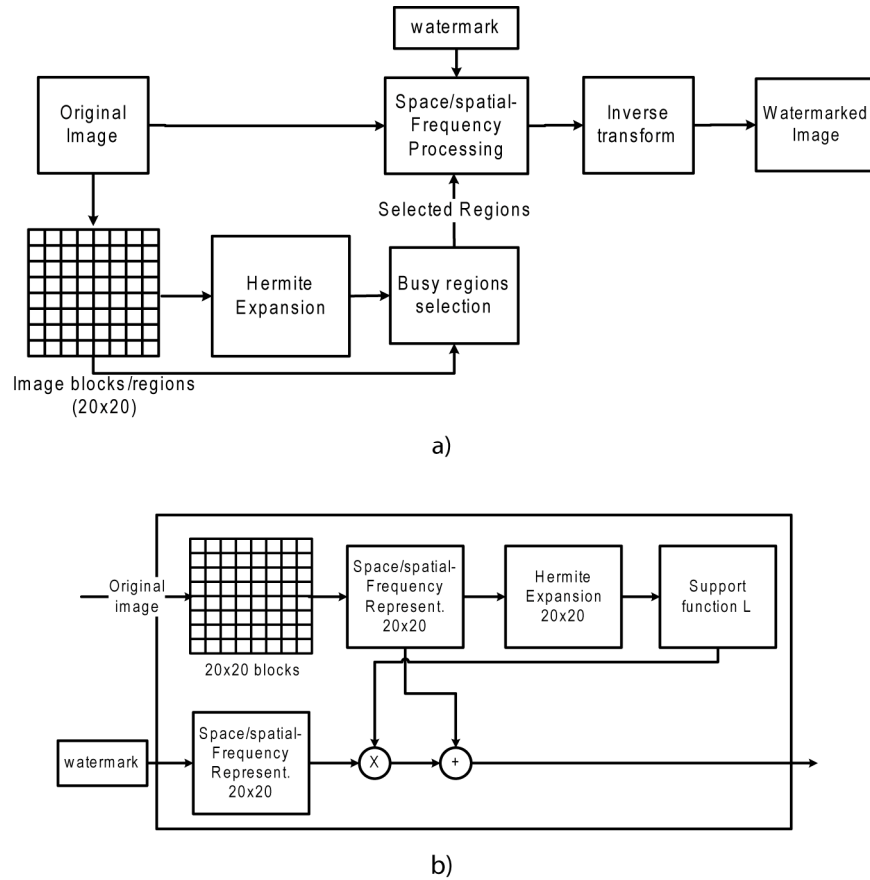 watermark
Original
Image
Space/spatial-
Frequency
Processing
Inverse
transform
Watermarked
Image
Selected Regions
Hermite
Expansion
Busy regions
selection
Image blocks/regions
(20x20)
a)
Original
image
20x20 blocks
Space/spatial-
Frequency
Represent.
20x20
Hermite
Expansion
20x20
Support
function L
watermark
Space/spatial-
Frequency
Represent.
20x20
X
+
b)